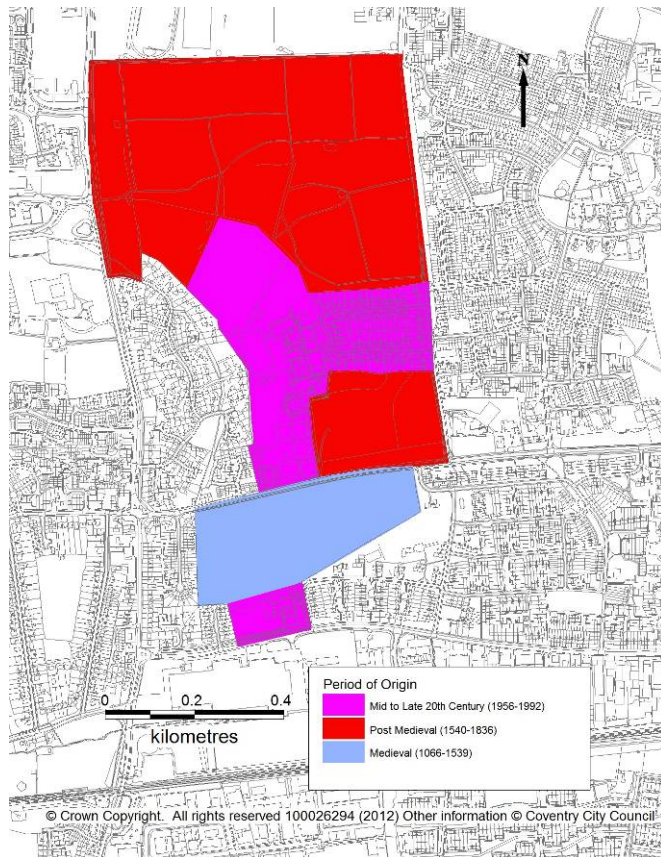 N
0 0.2 0.4
kilometres
Period of Origin
Mid to Late 20th Century (1956-1992)
Post Medieval (1540-1836)
Medieval (1066-1539)
© Crown Copyright. All rights reserved 100026294 (2012) Other information © Coventry City Council